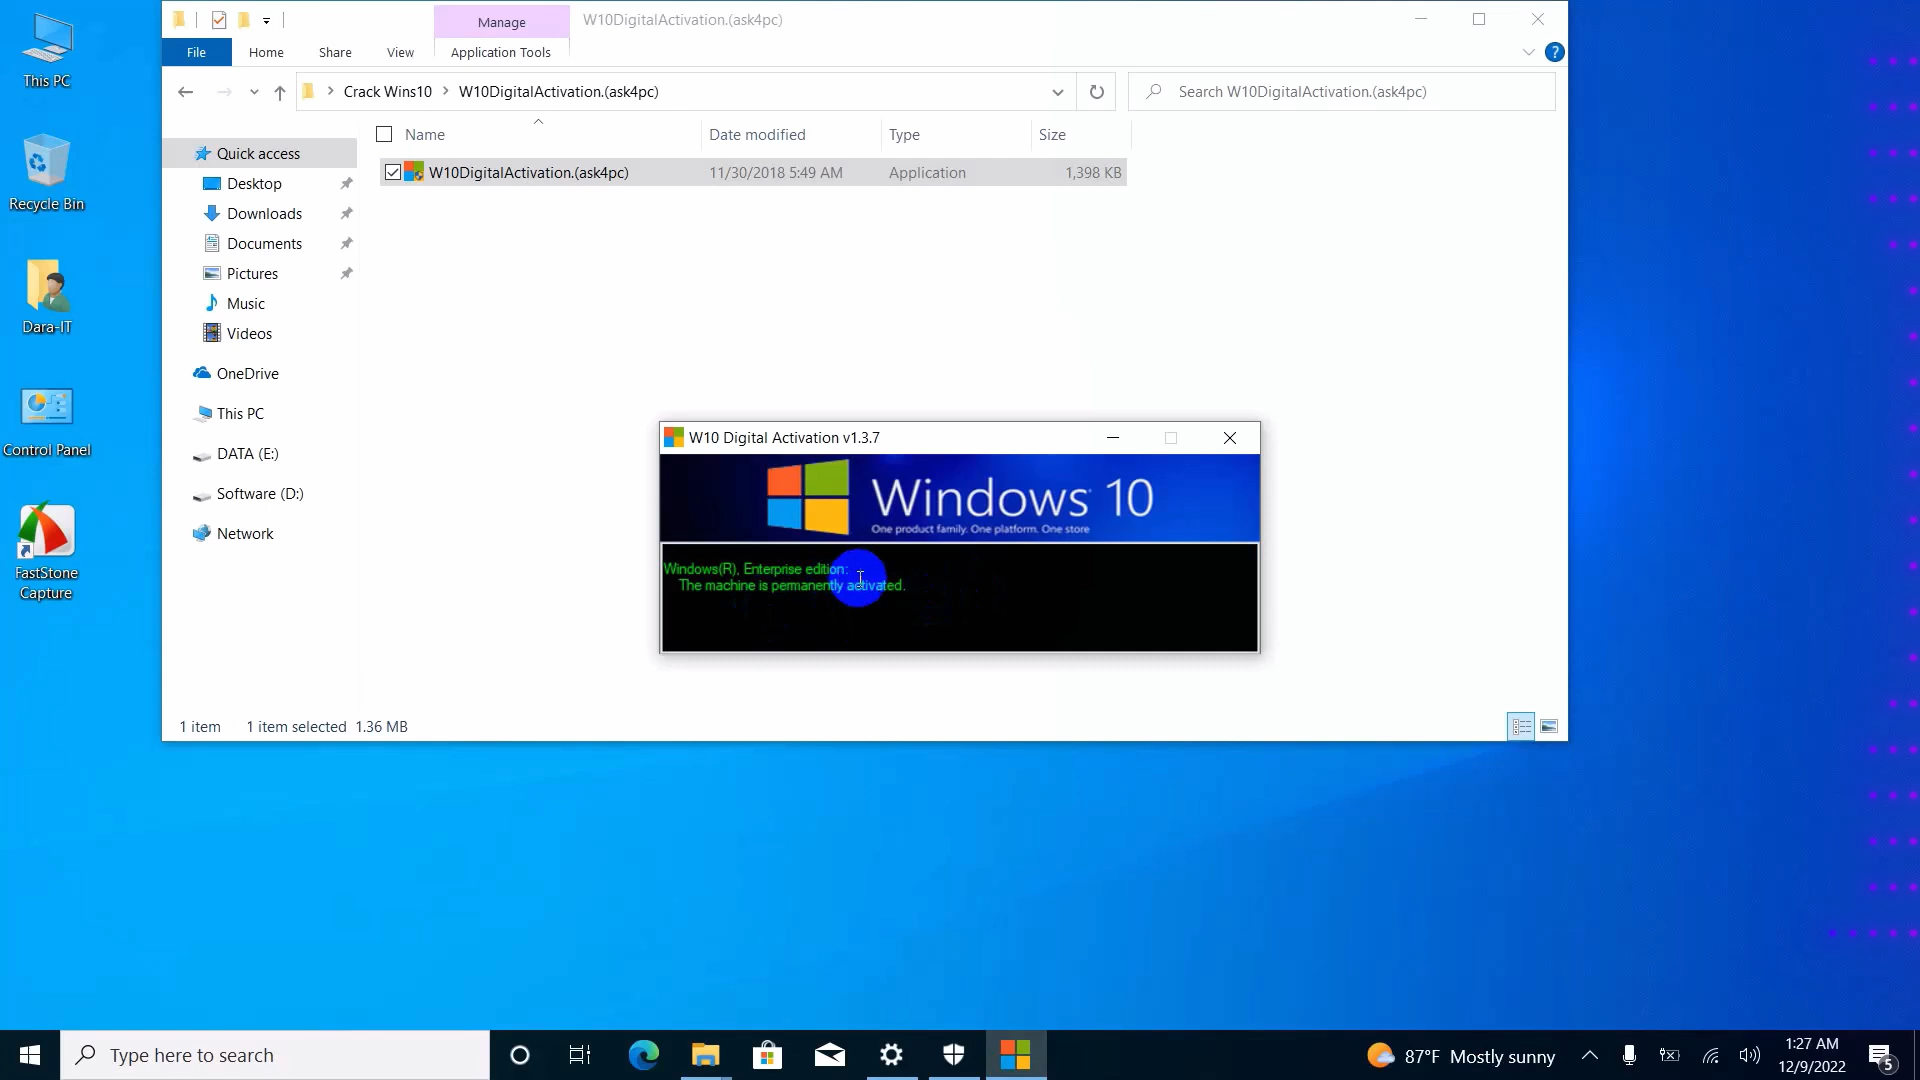 This PC
Recycle Bin
Dara-IT
Control Panel
FastStone
Capture
Manage
W10DigitalActivation.(ask4pc)
File
Home
Share
View
Application Tools
?
Crack Wins10
W10DigitalActivation.(ask4pc)
Search W10DigitalActivation.(ask4pc)
Name
Date modified
Type
Size
W10DigitalActivation.(ask4pc)
11/30/2018 5:49 AM
Application
1,398 KB
Quick access
Desktop
Downloads
Documents
Pictures
Music
Videos
OneDrive
This PC
DATA (E:)
Software (D:)
Network
W10 Digital Activation v1.3.7
Windows 10
One product family. One platform. One store
Windows(R), Enterprise edition:
The machine is permanently activated.
1 item
1 item selected 1.36 MB
Type here to search
87°F Mostly sunny
1:27 AM
12/9/2022
5